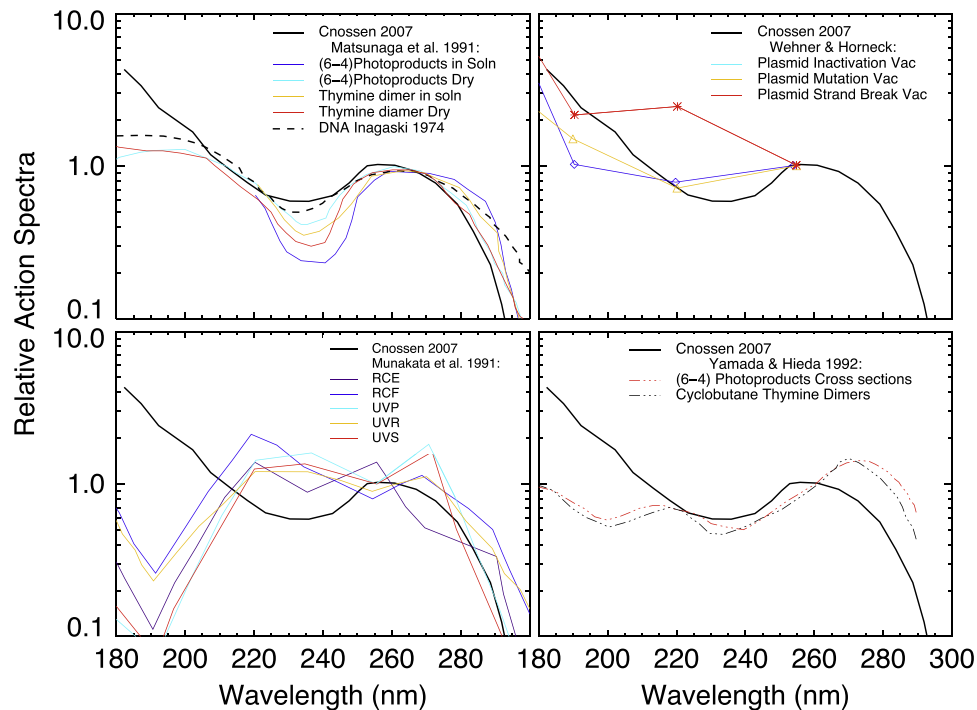 Relative Action Spectra
10.0
1.0
0.1
Cnossen 2007
Matsunaga et al. 1991:
(6−4)Photoproducts in Soln
(6−4)Photoproducts Dry
Thymine dimer in soln
Thymine diamer Dry
DNA Inagaski 1974
Cnossen 2007
Wehner & Horneck:
Plasmid Inactivation Vac
Plasmid Mutation Vac
Plasmid Strand Break Vac
10.0
1.0
0.1
Cnossen 2007
Munakata et al 1991:
RCE
RCF
UVP
UVR
UVS
Cnossen 2007
Yamada & Hieda 1992:
(6−4) Photoproducts Cross sections
Cyclobutane Thymine Dimers
180 200 220 240 260 280
180 200 220 240 260 280 300
Wavelength (nm)
Wavelength (nm)